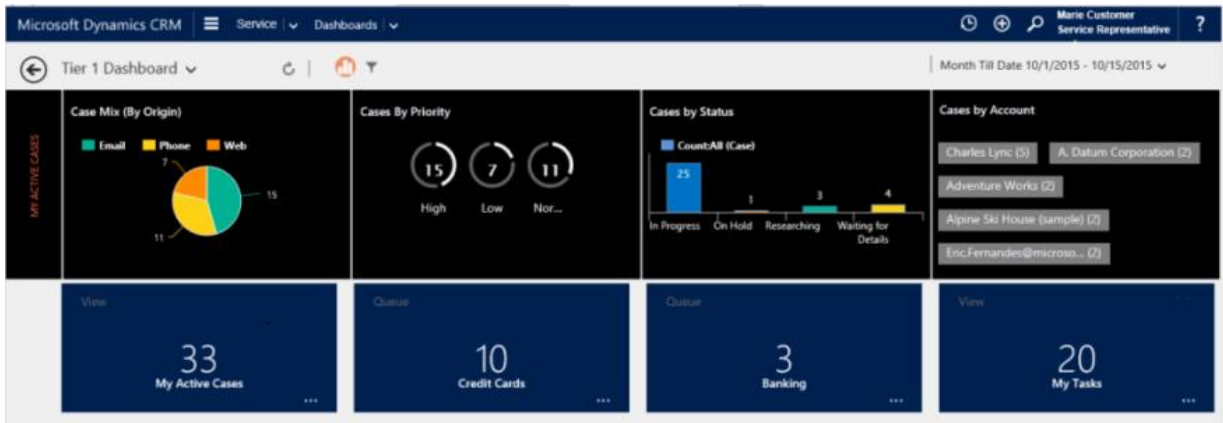 Microsoft Dynamics CRM
Service
Dashboards
Marie Customer
Service Representative
?
Tier 1 Dashboard
Month Till Date 10/1/2015 - 10/15/2015
MY ACTIVE CASES
Case Mix (By Origin)
Email Phone Web
7
15
11
Cases By Priority
15 7 11
High Low Nor...
Cases by Status
Count:All (Case)
25 1 3 4
In Progress On Hold Researching Waiting for
Details
Cases by Account
Charles Lync (5) A. Datum Corporation (2)
Adventure Works (2)
Alpine Ski House (sample) (2)
Eric.Fernandes@microso... (2)
View
33
My Active Cases
...
Queue
10
Credit Cards
...
Queue
3
Banking
...
View
20
My Tasks
...